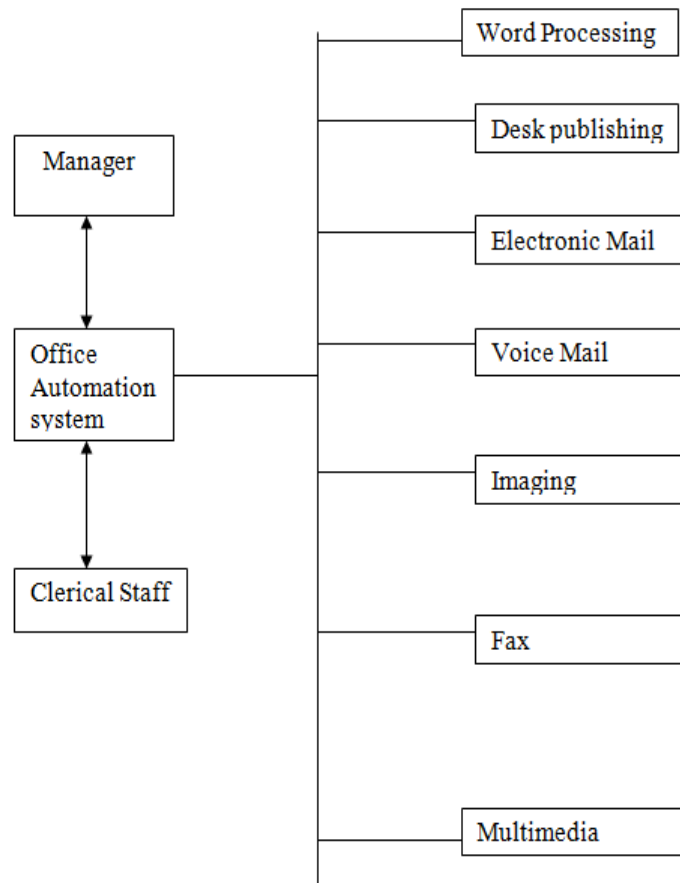 Word Processing
Desk publishing
Manager
Electronic Mail
Office
Automation
system
Voice Mail
Imaging
Clerical Staff
Fax
Multimedia